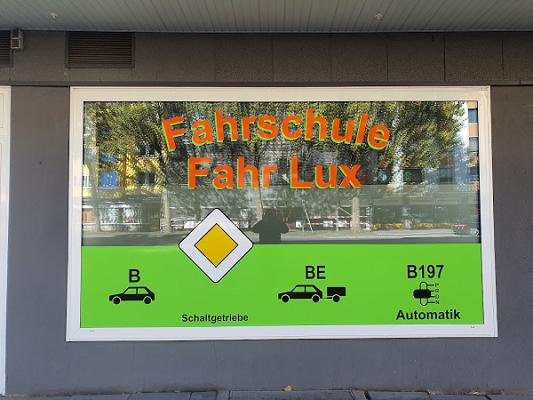 Fahrschule
Fahr Lux
B
BE
B197
P
R
D
N
Schaltgetriebe
Automatik